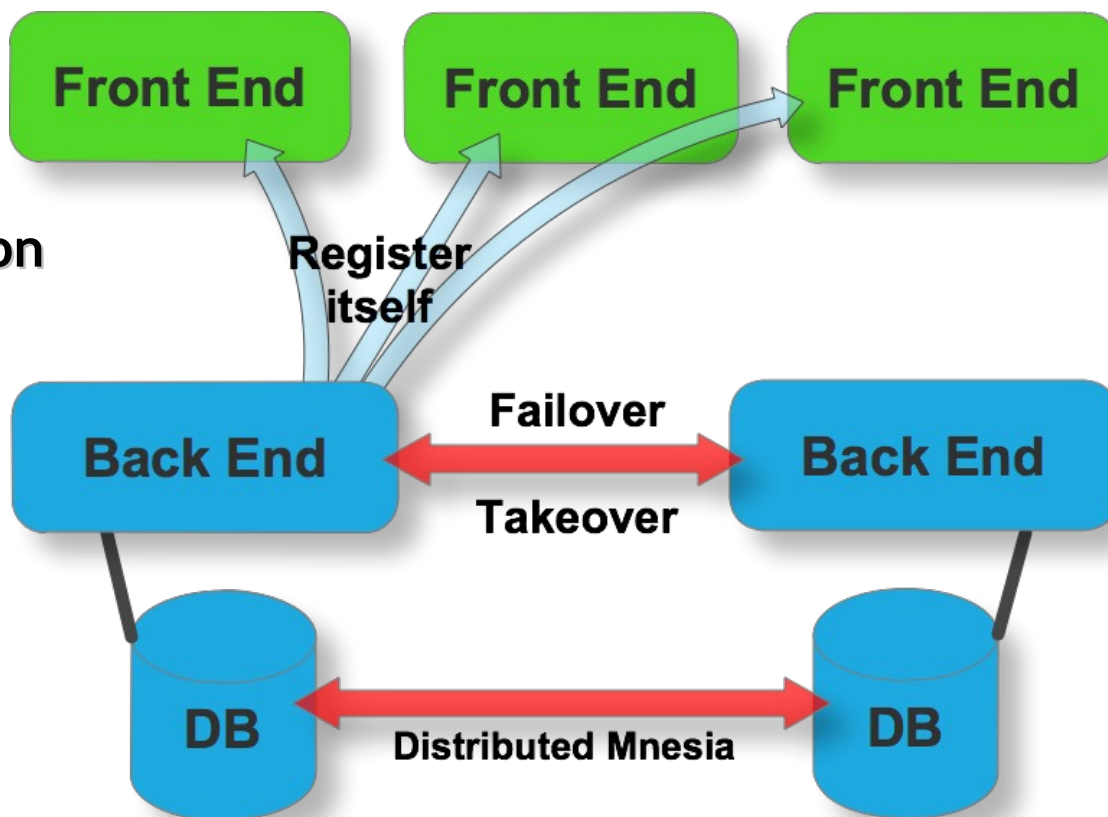 Front End
Front End
Front End
on
Register
itself
Failover
Back End
Back End
Takeover
DB
DB
Distributed Mnesia